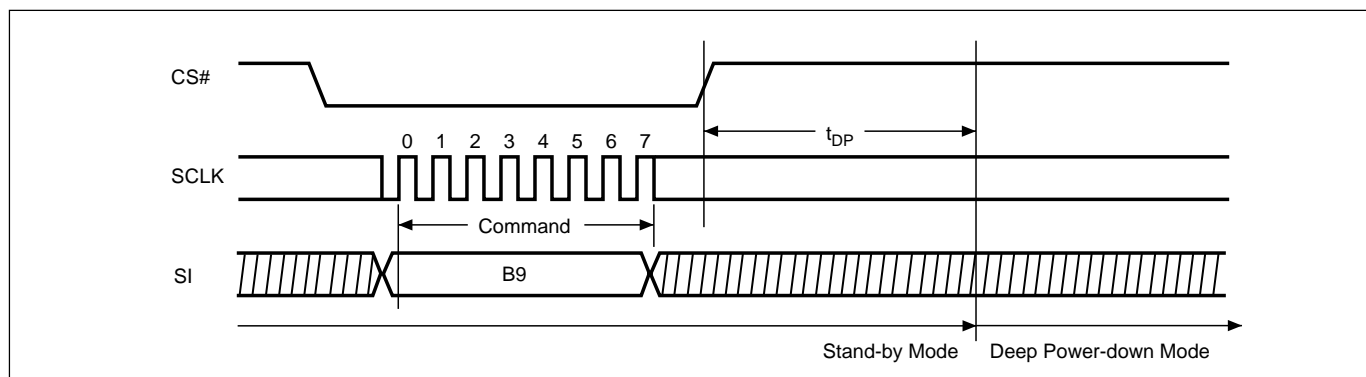 CS#
tDP
0 1 2 3 4 5 6 7
SCLK
Command
SI
B9
Stand-by Mode
Deep Power-down Mode